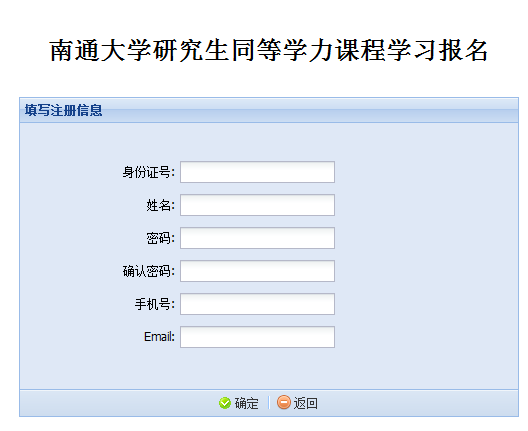 南通大学研究生同等学力课程学习报名
填写注册信息
身份证号:
姓名:
密码:
确认密码:
手机号:
Email:
确定 返回